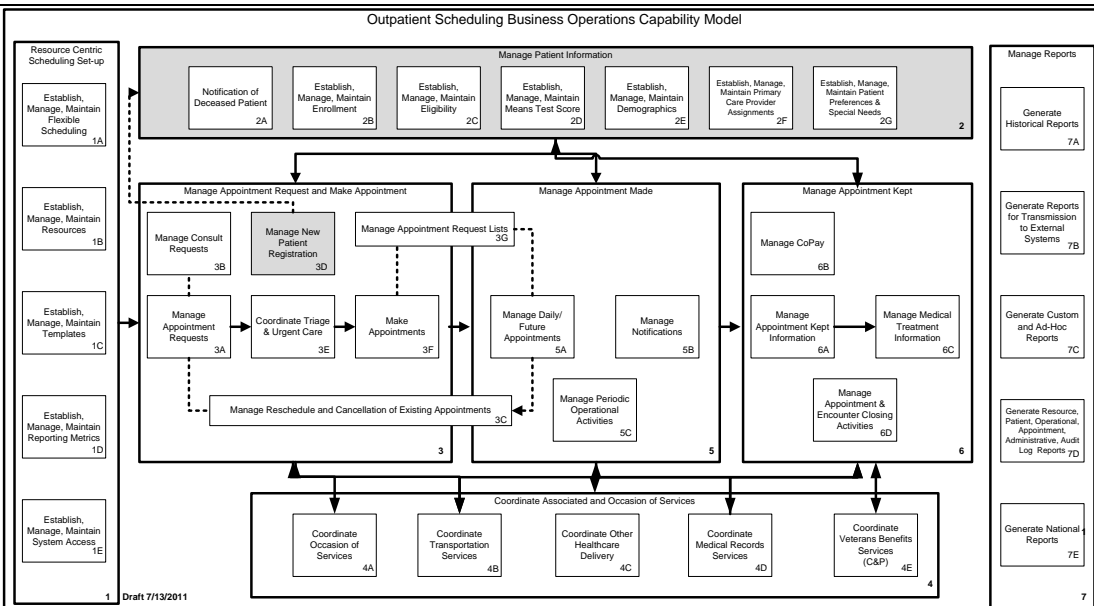 Outpatient Scheduling Business Operations Capability Model
Resource Centric
Scheduling Set-up
Establish,
Manage, Maintain
Flexible
Scheduling
1A
Establish,
Manage, Maintain
Resources
1B
Establish,
Manage, Maintain
Templates
1C
Establish,
Manage, Maintain
Reporting Metrics
1D
Establish,
Manage, Maintain
System Access
1E
1
Draft 7/13/2011
Manage Patient Information
Notification of
Deceased Patient
2A
Establish,
Manage, Maintain
Enrollment
2B
Establish,
Manage, Maintain
Eligibility
2C
Establish,
Manage, Maintain
Means Test Score
2D
Establish,
Manage, Maintain
Demographics
2E
Establish, Manage,
Maintain Primary
Care Provider
Assignments
2F
Establish, Manage,
Maintain Patient
Preferences &
Special Needs
2G
2
Manage Appointment Request and Make Appointment
Manage Consult
Requests
3B
Manage New
Patient
Registration
3D
Manage Appointment Request Lists
3G
Manage
Appointment
Requests
3A
Coordinate Triage
& Urgent Care
3E
Make
Appointments
3F
Manage Reschedule and Cancellation of Existing Appointments
3C
3
Manage Appointment Made
Manage Daily/
Future
Appointments
5A
Manage
Notifications
5B
Manage Periodic
Operational
Activities
5C
5
Manage Appointment Kept
Manage CoPay
6B
Manage
Appointment Kept
Information
6A
Manage Medical
Treatment
Information
6C
Manage
Appointment &
Encounter Closing
Activities
6D
6
Coordinate Associated and Occasion of Services
Coordinate
Occasion of
Services
4A
Coordinate
Transportation
Services
4B
Coordinate Other
Healthcare
Delivery
4C
Coordinate
Medical Records
Services
4D
Coordinate
Veterans Benefits
Services
(C&P)
4E
4
Manage Reports
Generate
Historical Reports
7A
Generate Reports
for Transmission
to External
Systems
7B
Generate Custom
and Ad-Hoc
Reports
7C
Generate Resource,
Patient, Operational,
Appointment,
Administrative, Audit
Log Reports
7D
Generate National 1
Reports
7E
7